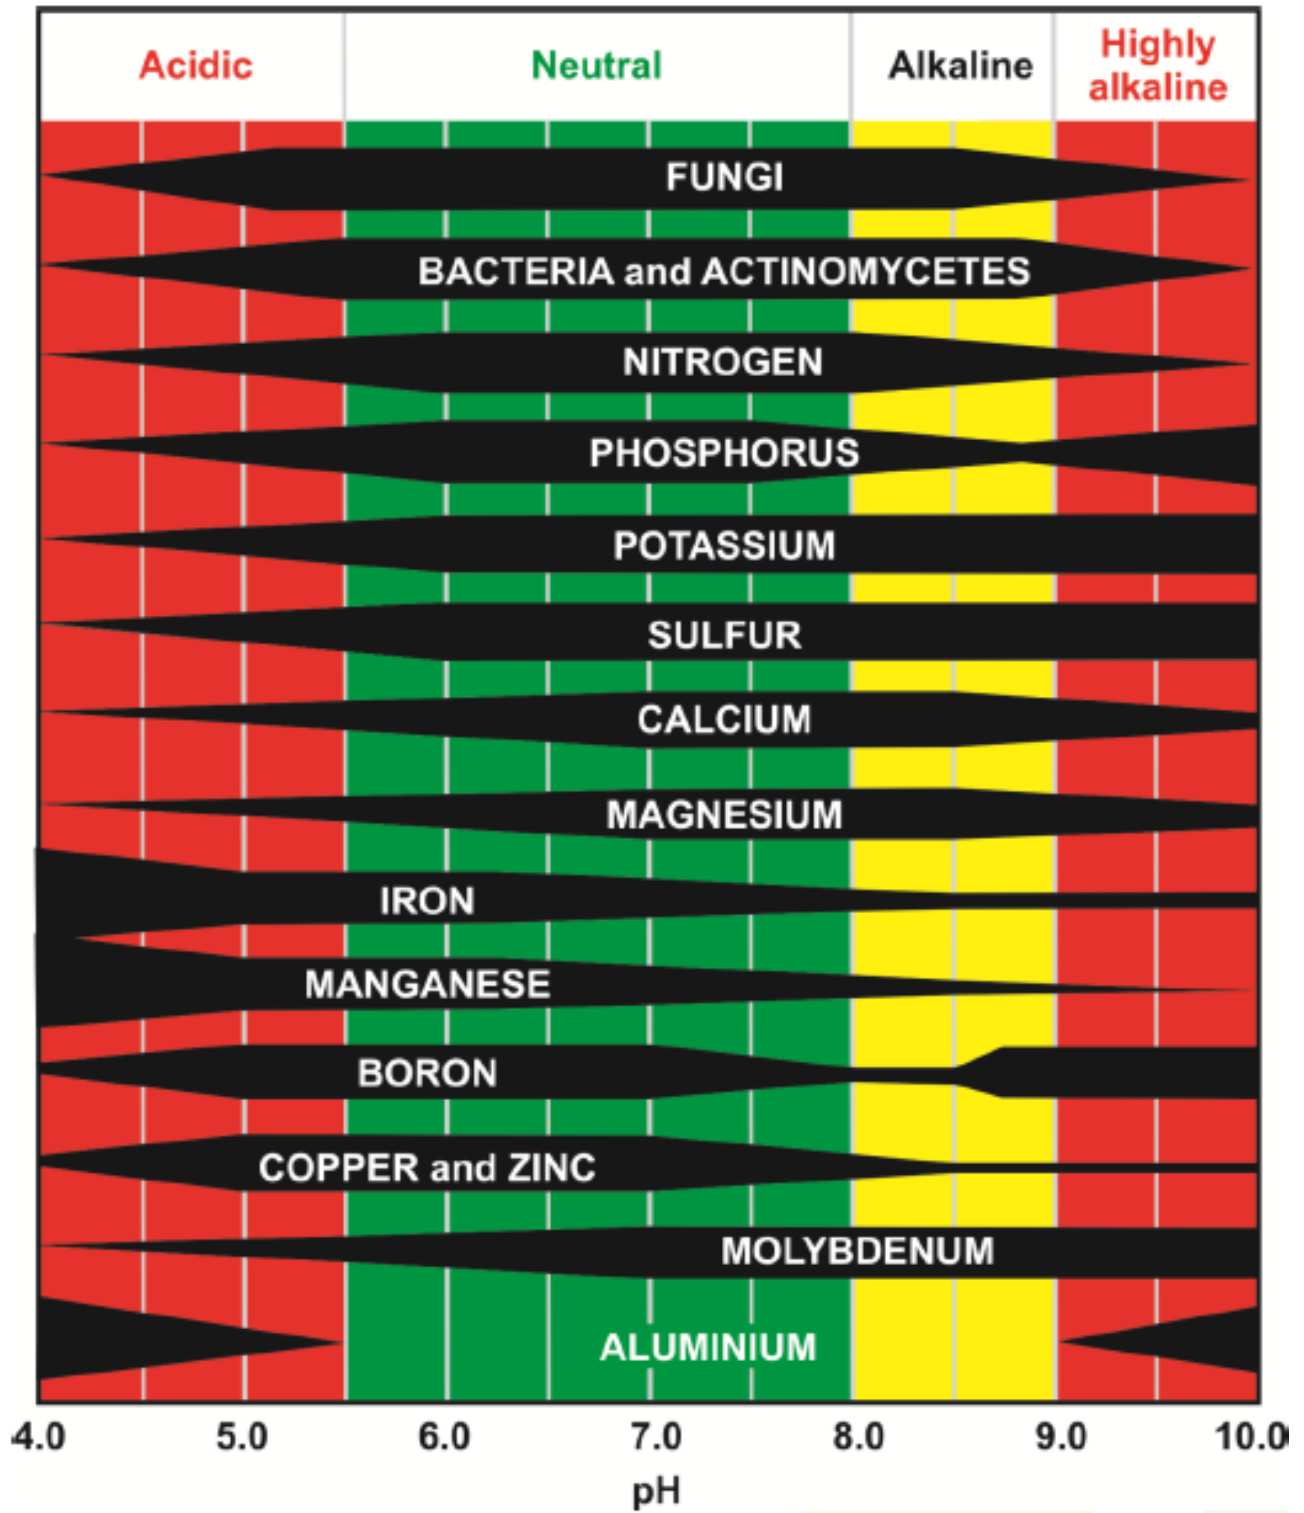 Acidic
Neutral
Alkaline
Highly
alkaline
FUNGI
BACTERIA and ACTINOMYCETES
NITROGEN
PHOSPHORUS
POTASSIUM
SULFUR
CALCIUM
MAGNESIUM
IRON
MANGANESE
BORON
COPPER and ZINC
MOLYBDENUM
ALUMINIUM
4.0 5.0 6.0 7.0 8.0 9.0 10.0
pH